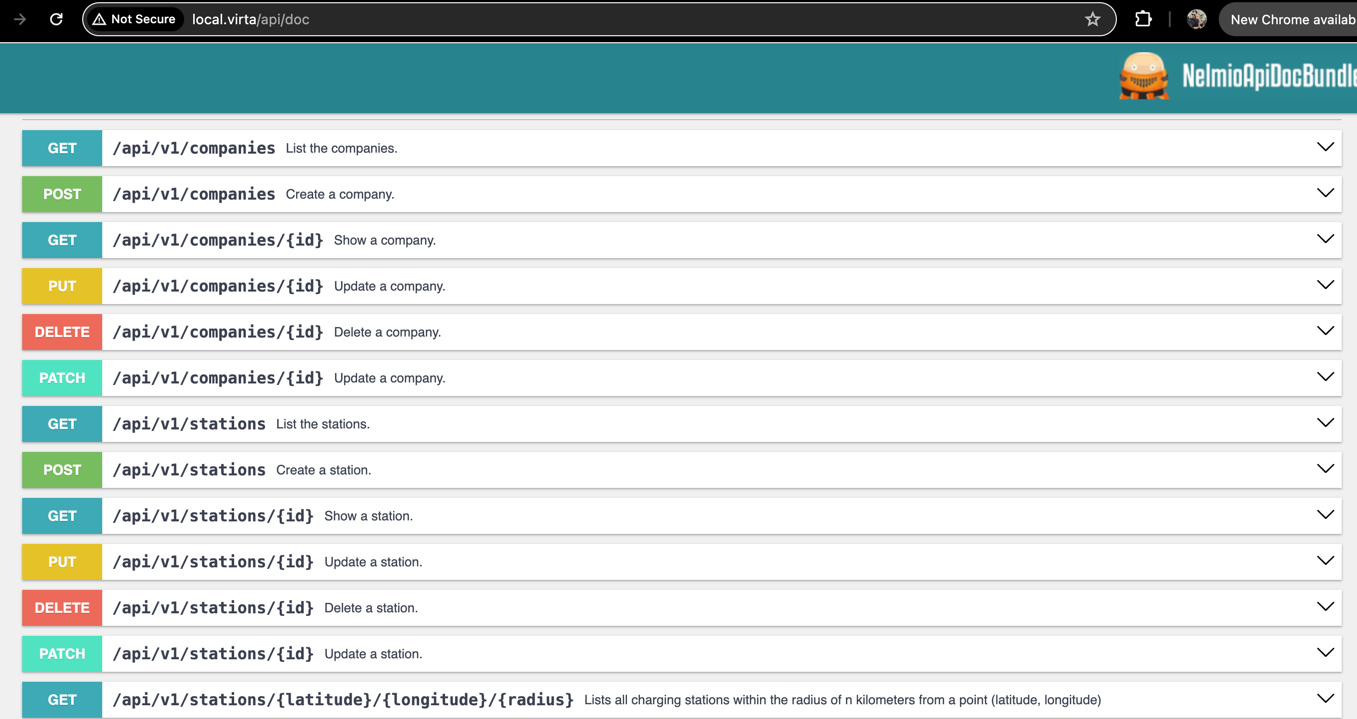 Not Secure local.virta/api/doc New Chrome availab
NelmioApiDocBundle
GET /api/v1/companies List the companies.
POST /api/v1/companies Create a company.
GET /api/v1/companies/{id} Show a company.
PUT /api/v1/companies/{id} Update a company.
DELETE /api/v1/companies/{id} Delete a company.
PATCH /api/v1/companies/{id} Update a company.
GET /api/v1/stations List the stations.
POST /api/v1/stations Create a station.
GET /api/v1/stations/{id} Show a station.
PUT /api/v1/stations/{id} Update a station.
DELETE /api/v1/stations/{id} Delete a station.
PATCH /api/v1/stations/{id} Update a station.
GET /api/v1/stations/{latitude}/{longitude}/{radius} Lists all charging stations within the radius of n kilometers from a point (latitude, longitude)